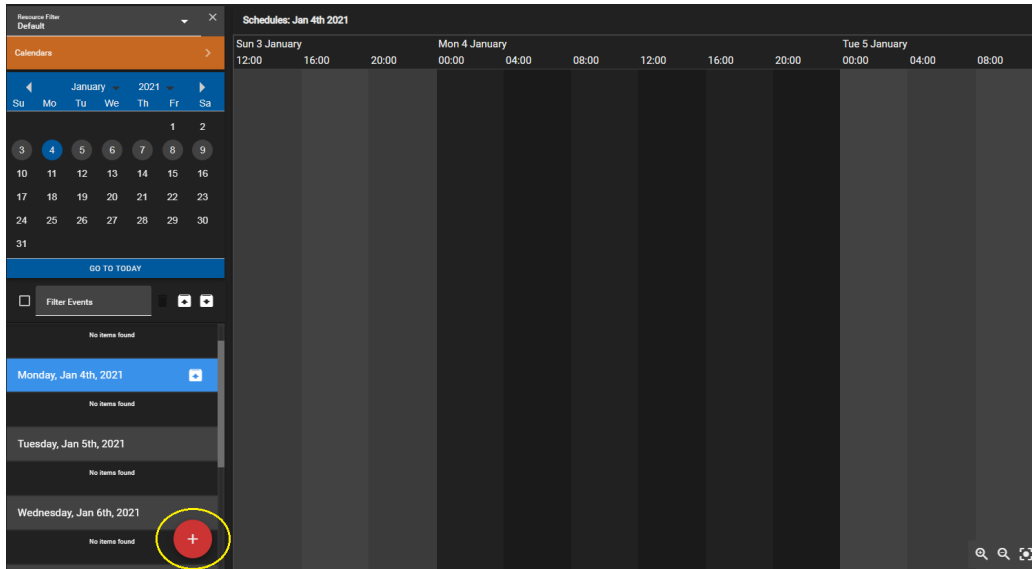 Resource Filter
Default
Calendars
January 2021
Su Mo Tu We Th Fr Sa
1 2
3 4 5 6 7 8 9
10 11 12 13 14 15 16
17 18 19 20 21 22 23
24 25 26 27 28 29 30
31
GO TO TODAY
Filter Events
No items found
Monday, Jan 4th, 2021
No items found
Tuesday, Jan 5th, 2021
No items found
Wednesday, Jan 6th, 2021
No items found
+
Schedules: Jan 4th 2021
Sun 3 January Mon 4 January Tue 5 January
12:00 16:00 20:00 00:00 04:00 08:00 12:00 16:00 20:00 00:00 04:00 08:00